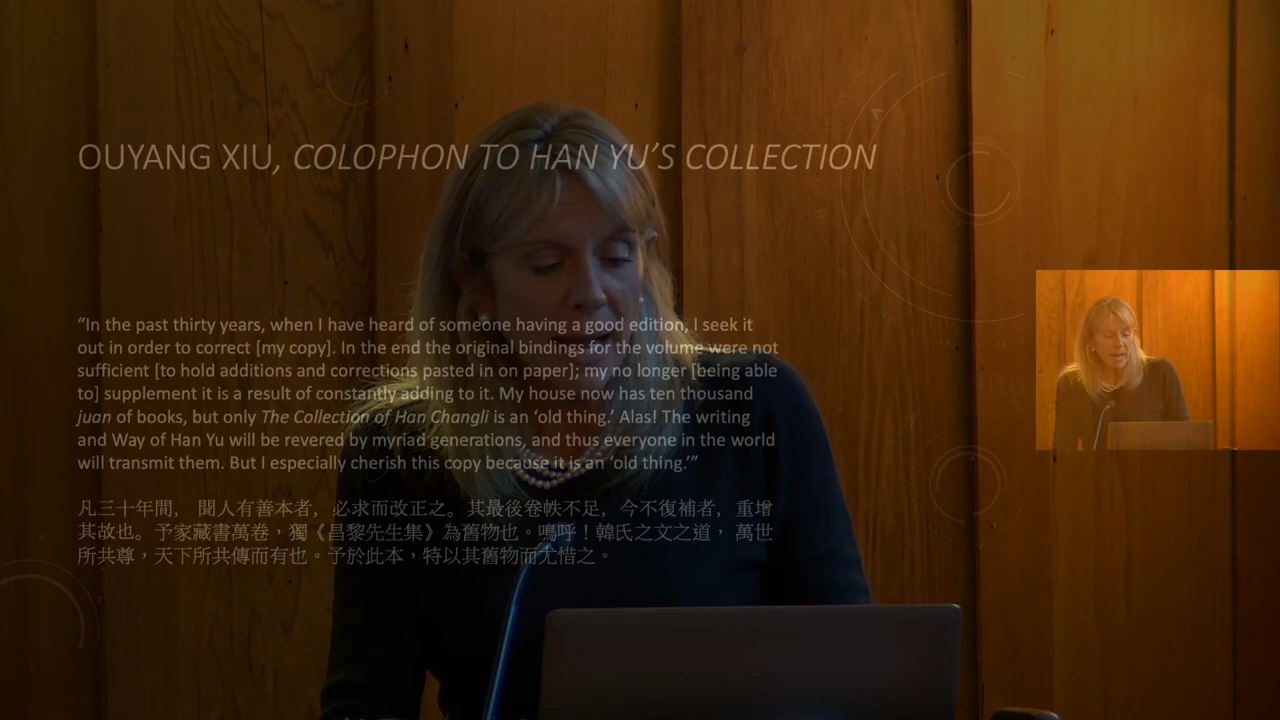 OUYANG XIU, COLOPHON TO HAN YU'S COLLECTION
“In the past thirty years, when I have heard of someone having a good edition, I seek it
out in order to correct [my copy]. In the end the original bindings for the volume were not
sufficient [to hold additions and corrections pasted in on paper]; my no longer [being able
to] supplement it is a result of constantly adding to it. My house now has ten thousand
juan of books, but only The Collection of Han Changli is an ‘old thing.’ Alas! The writing
and Way of Han Yu will be revered by myriad generations, and thus everyone in the world
will transmit them. But I especially cherish this copy because it is an ‘old thing.’”
凡三十年間， 聞人有善本者，必求而改正之。其最後卷帙不足，今不復補者，重增
其故也。予家藏書萬卷，獨《昌黎先生集》為舊物也。嗚呼！韓氏之文之道， 萬世
所共尊，天下所共傳而有也。予於此本，特以其舊物而尤惜之。